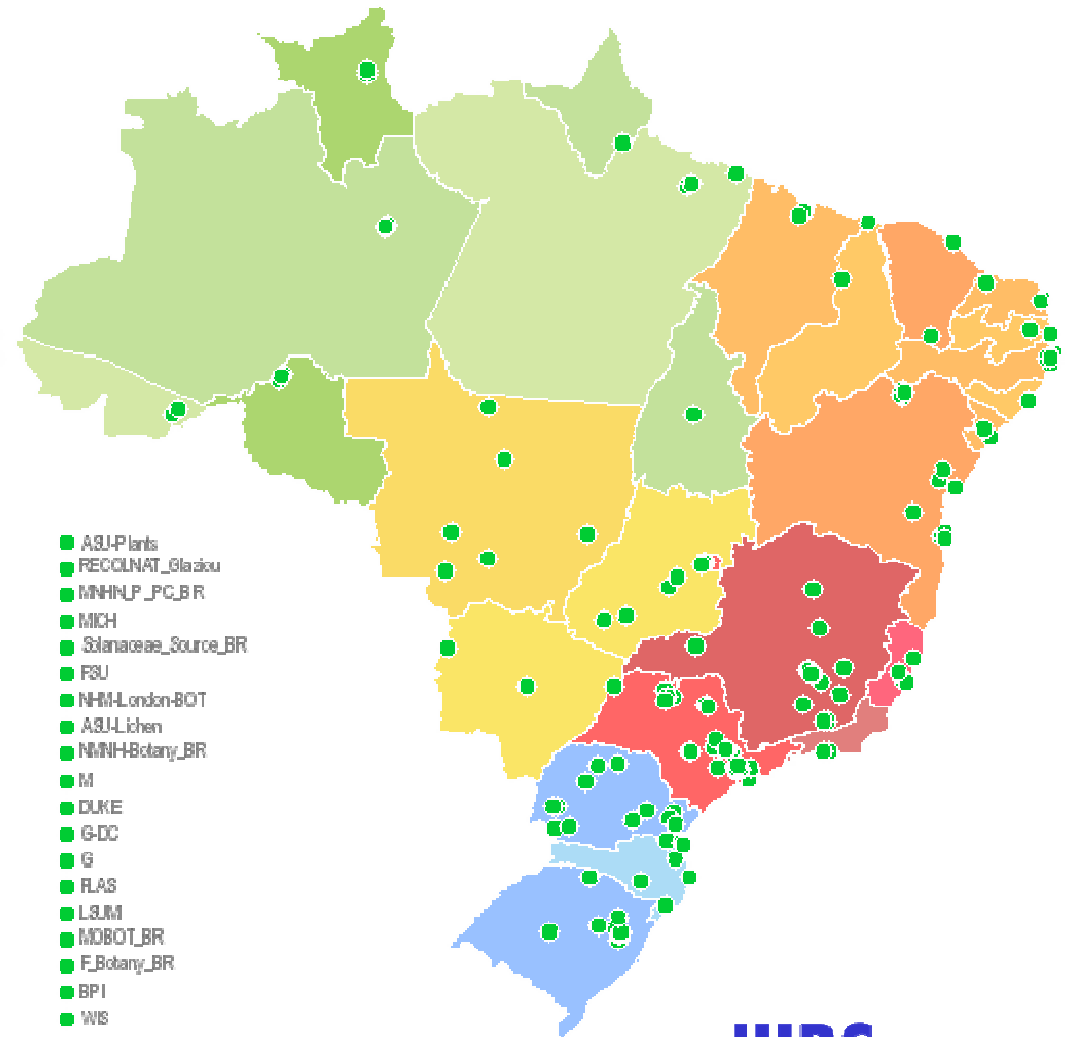 ASU-Plants
RECOLNAT_Glaziou
MNHN_P_PC_BR
MICH
Solanaceae_Source_BR
FSU
NHM-London-BOT
ASU-Lichen
NMNH-Botany_BR
M
DUKE
G-DC
G
FLAS
LSUMI
MOBOT_BR
F_Botany_BR
BPI
WIS